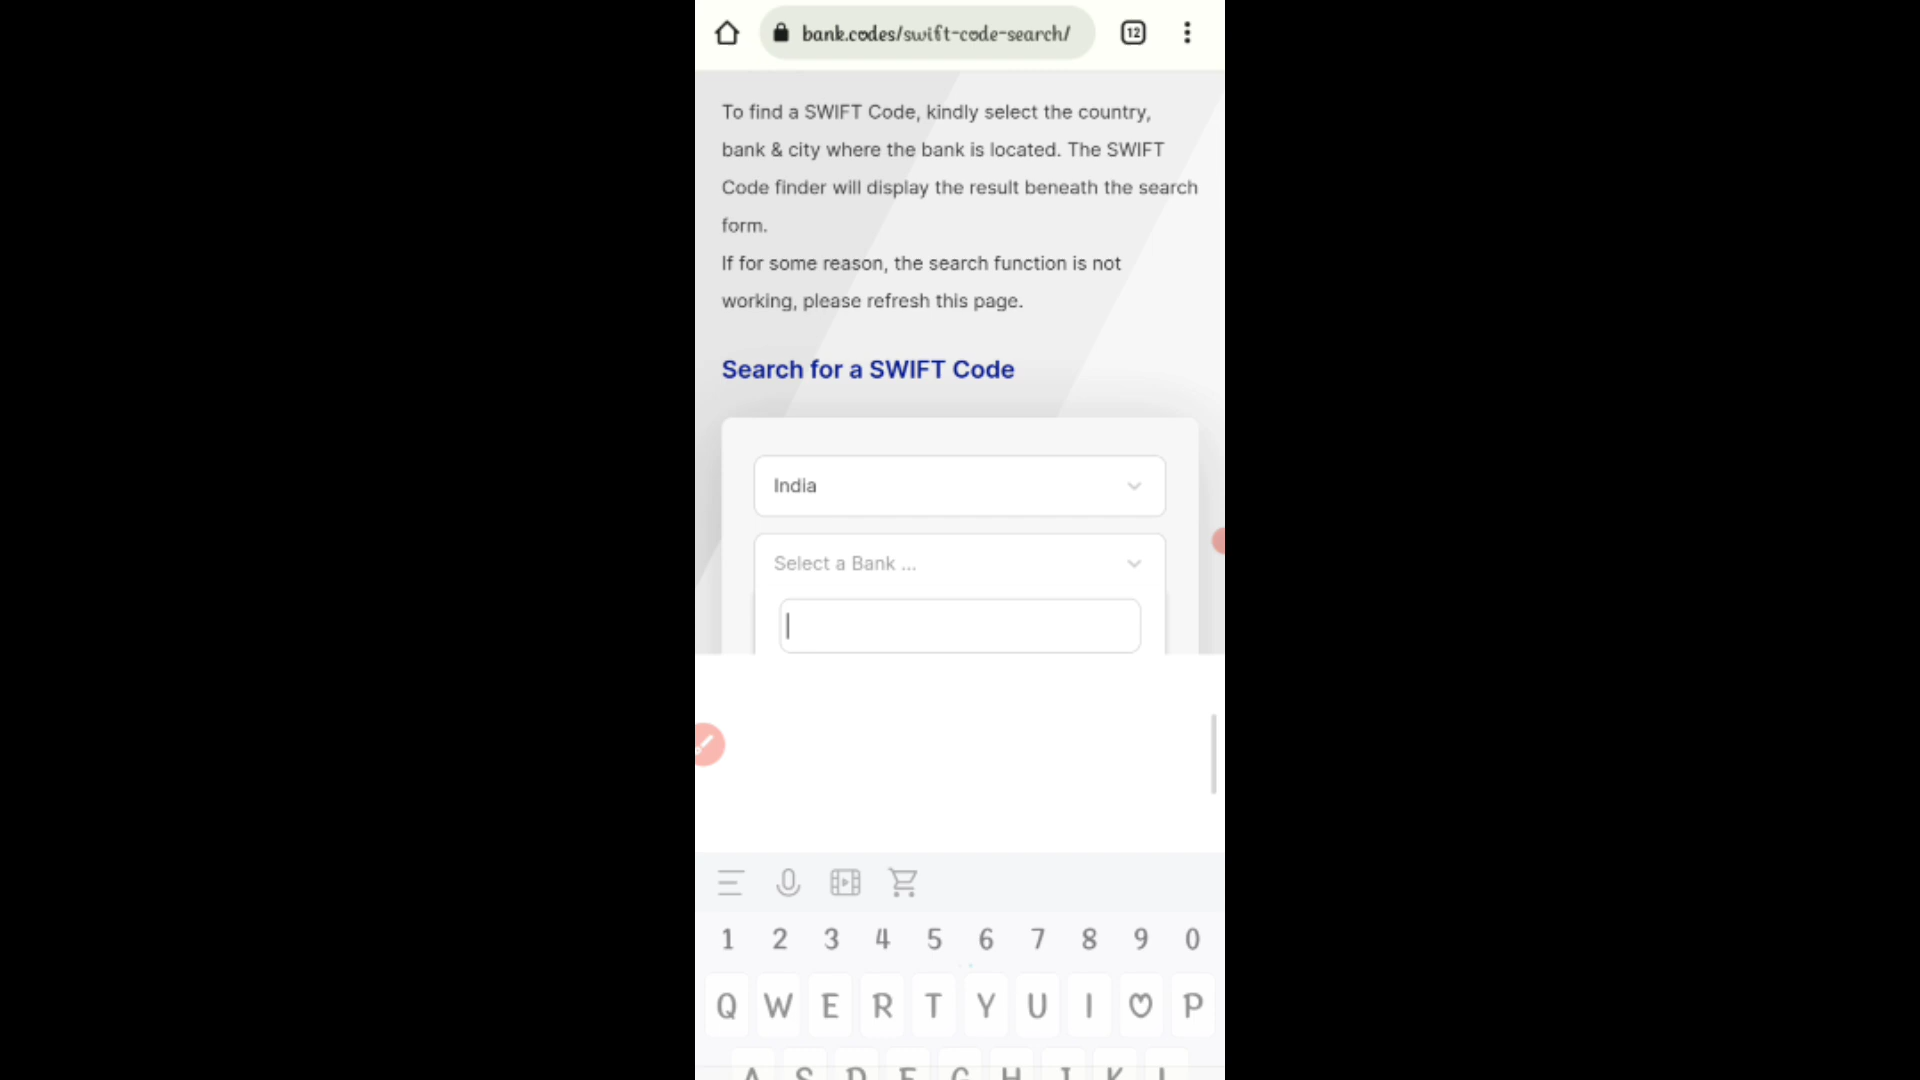 bank.codes/swift-code-search/
12
To find a SWIFT Code, kindly select the country,
bank & city where the bank is located. The SWIFT
Code finder will display the result beneath the search
form.
If for some reason, the search function is not
working, please refresh this page.
Search for a SWIFT Code
India
Select a Bank ...
1 2 3 4 5 6 7 8 9 0
Q W E R T Y U I ♡ P
A S D F G H J K L